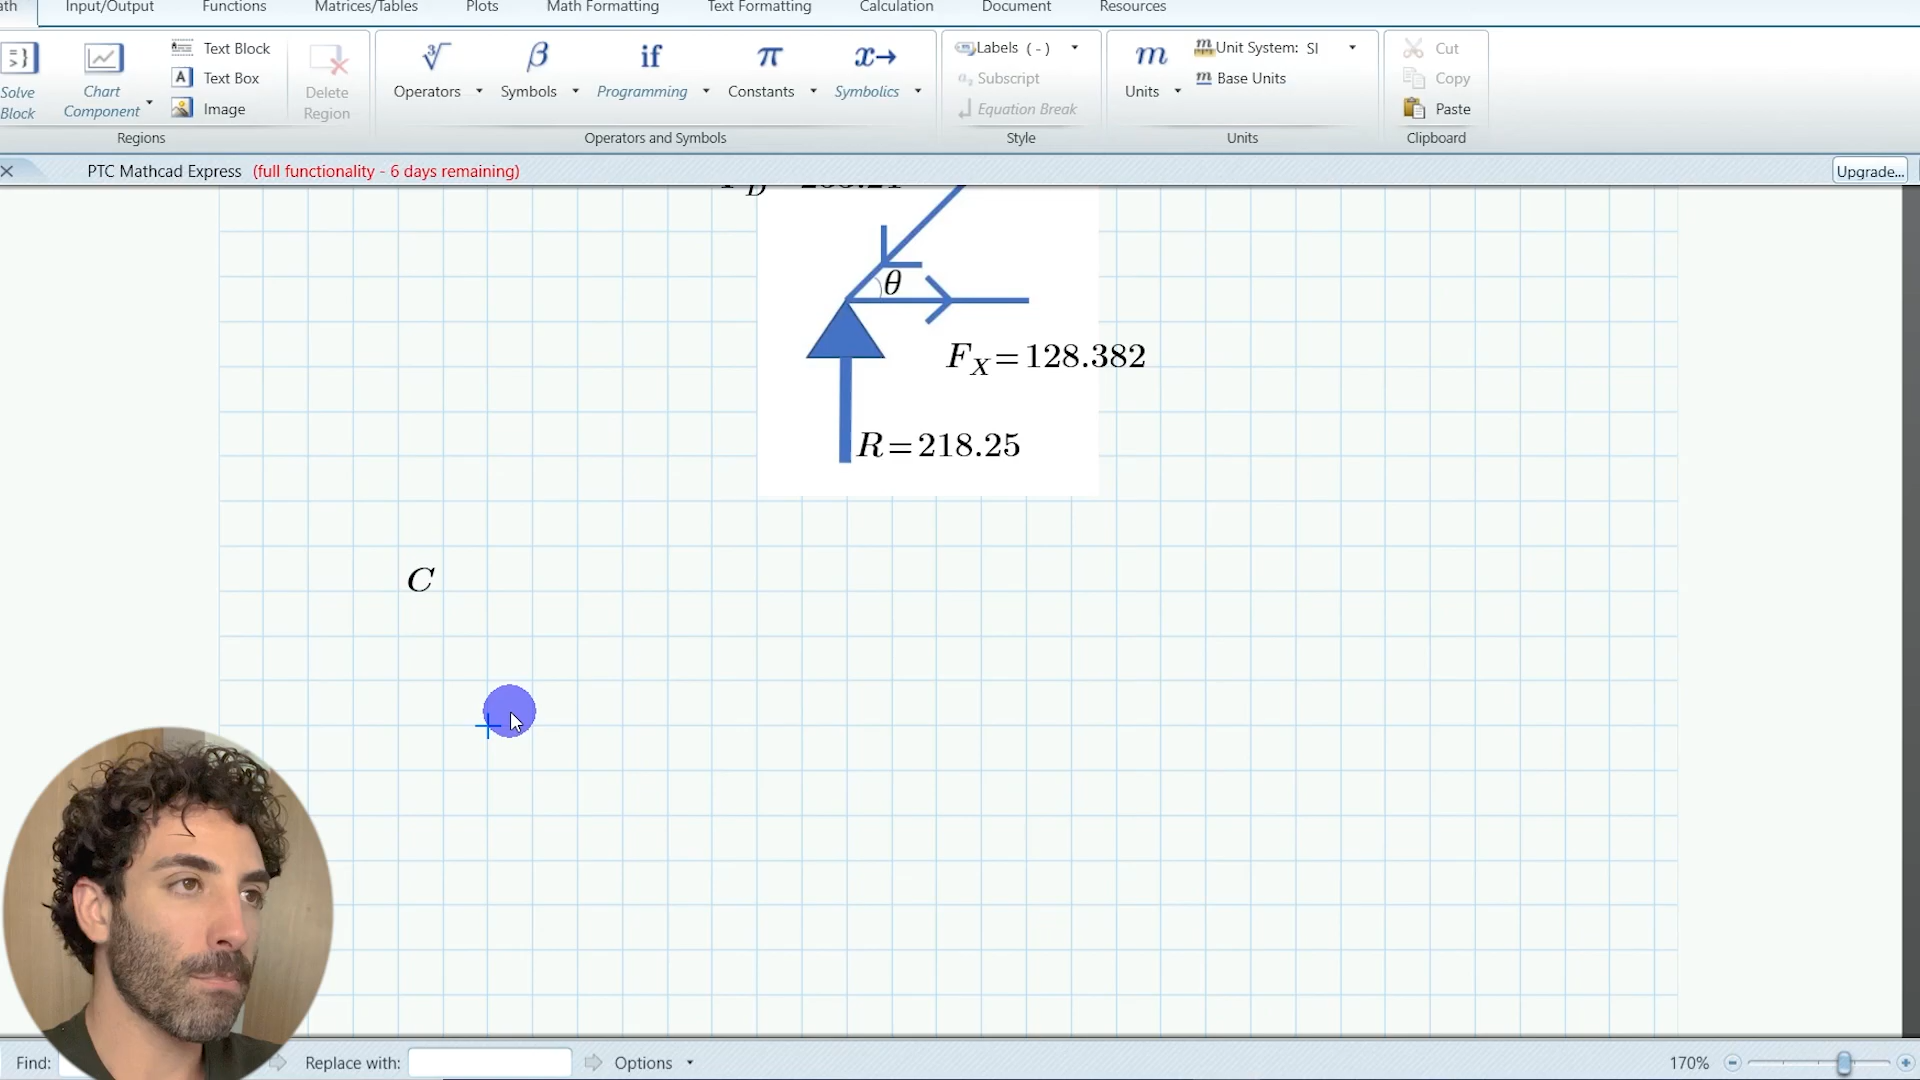 Input/Output Functions Matrices/Tables Plots Math Formatting Text Formatting Calculation Document Resources
Solve Block
Chart Component
Text Block
Text Box
Image
Delete Region
Regions
Operators
Symbols
if
Programming
π
Constants
Symbolics
Operators and Symbols
Labels ( - )
Subscript
Equation Break
Style
Units
Unit System: SI
Base Units
Units
Cut
Copy
Paste
Clipboard
PTC Mathcad Express (full functionality - 6 days remaining)
Upgrade...
θ
F_X=128.382
R=218.25
C
Find:
Replace with:
Options
170%